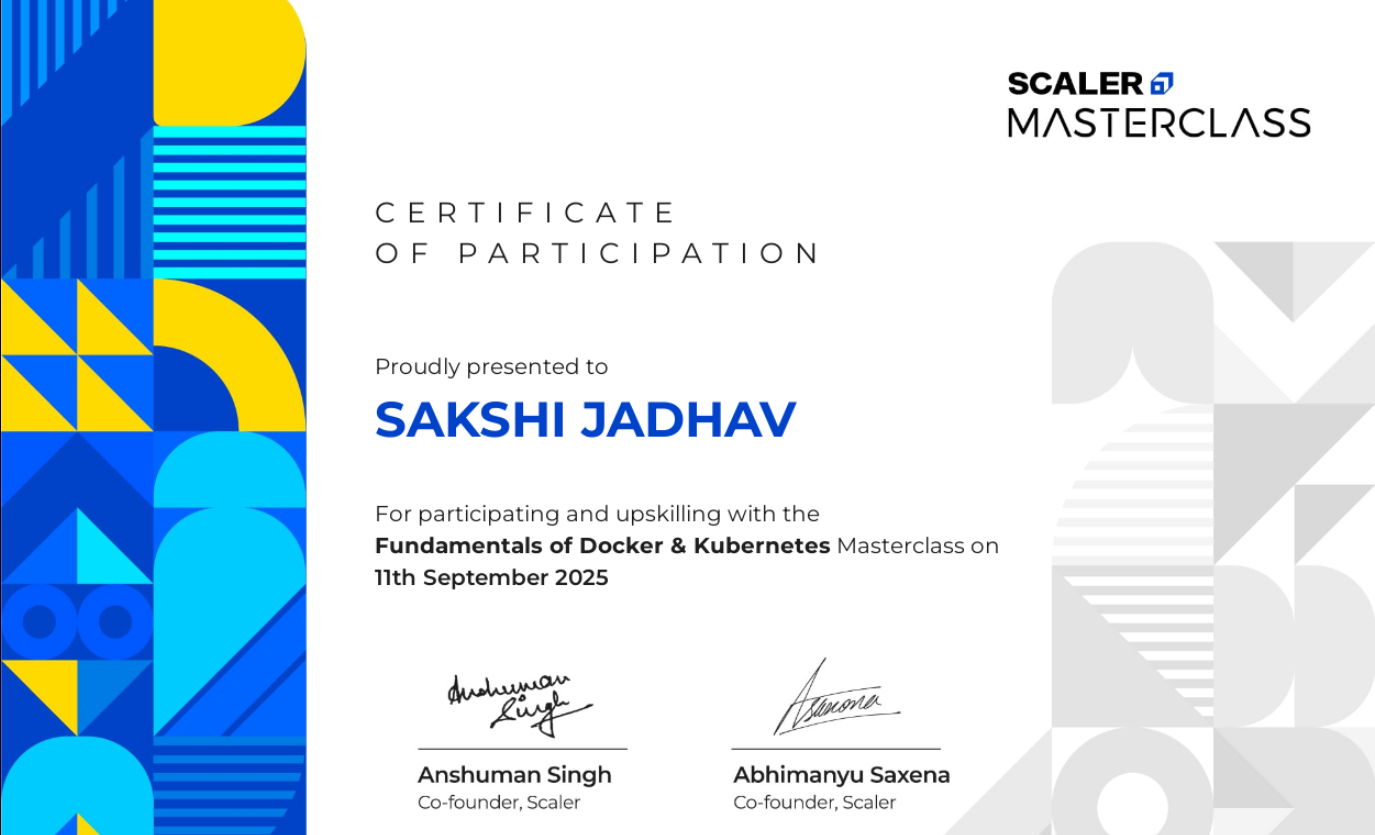 SCALER
MASTERCLASS
CERTIFICATE
OF PARTICIPATION
Proudly presented to
SAKSHI JADHAV
For participating and upskilling with the
Fundamentals of Docker & Kubernetes Masterclass on
11th September 2025
Anshuman Singh
Asaxena
Anshuman Singh
Co-founder, Scaler
Abhimanyu Saxena
Co-founder, Scaler